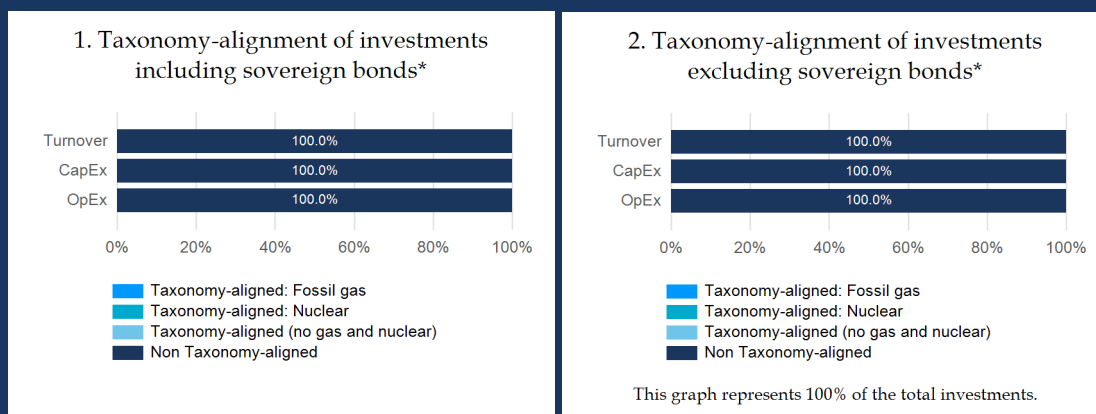 1. Taxonomy-alignment of investments
including sovereign bonds*
Turnover
100.0%
CapEx
100.0%
OpEx
100.0%
0% 20% 40% 60% 80% 100%
Taxonomy-aligned: Fossil gas
Taxonomy-aligned: Nuclear
Taxonomy-aligned (no gas and nuclear)
Non Taxonomy-aligned
2. Taxonomy-alignment of investments
excluding sovereign bonds*
Turnover
100.0%
CapEx
100.0%
OpEx
100.0%
0% 20% 40% 60% 80% 100%
Taxonomy-aligned: Fossil gas
Taxonomy-aligned: Nuclear
Taxonomy-aligned (no gas and nuclear)
Non Taxonomy-aligned
This graph represents 100% of the total investments.